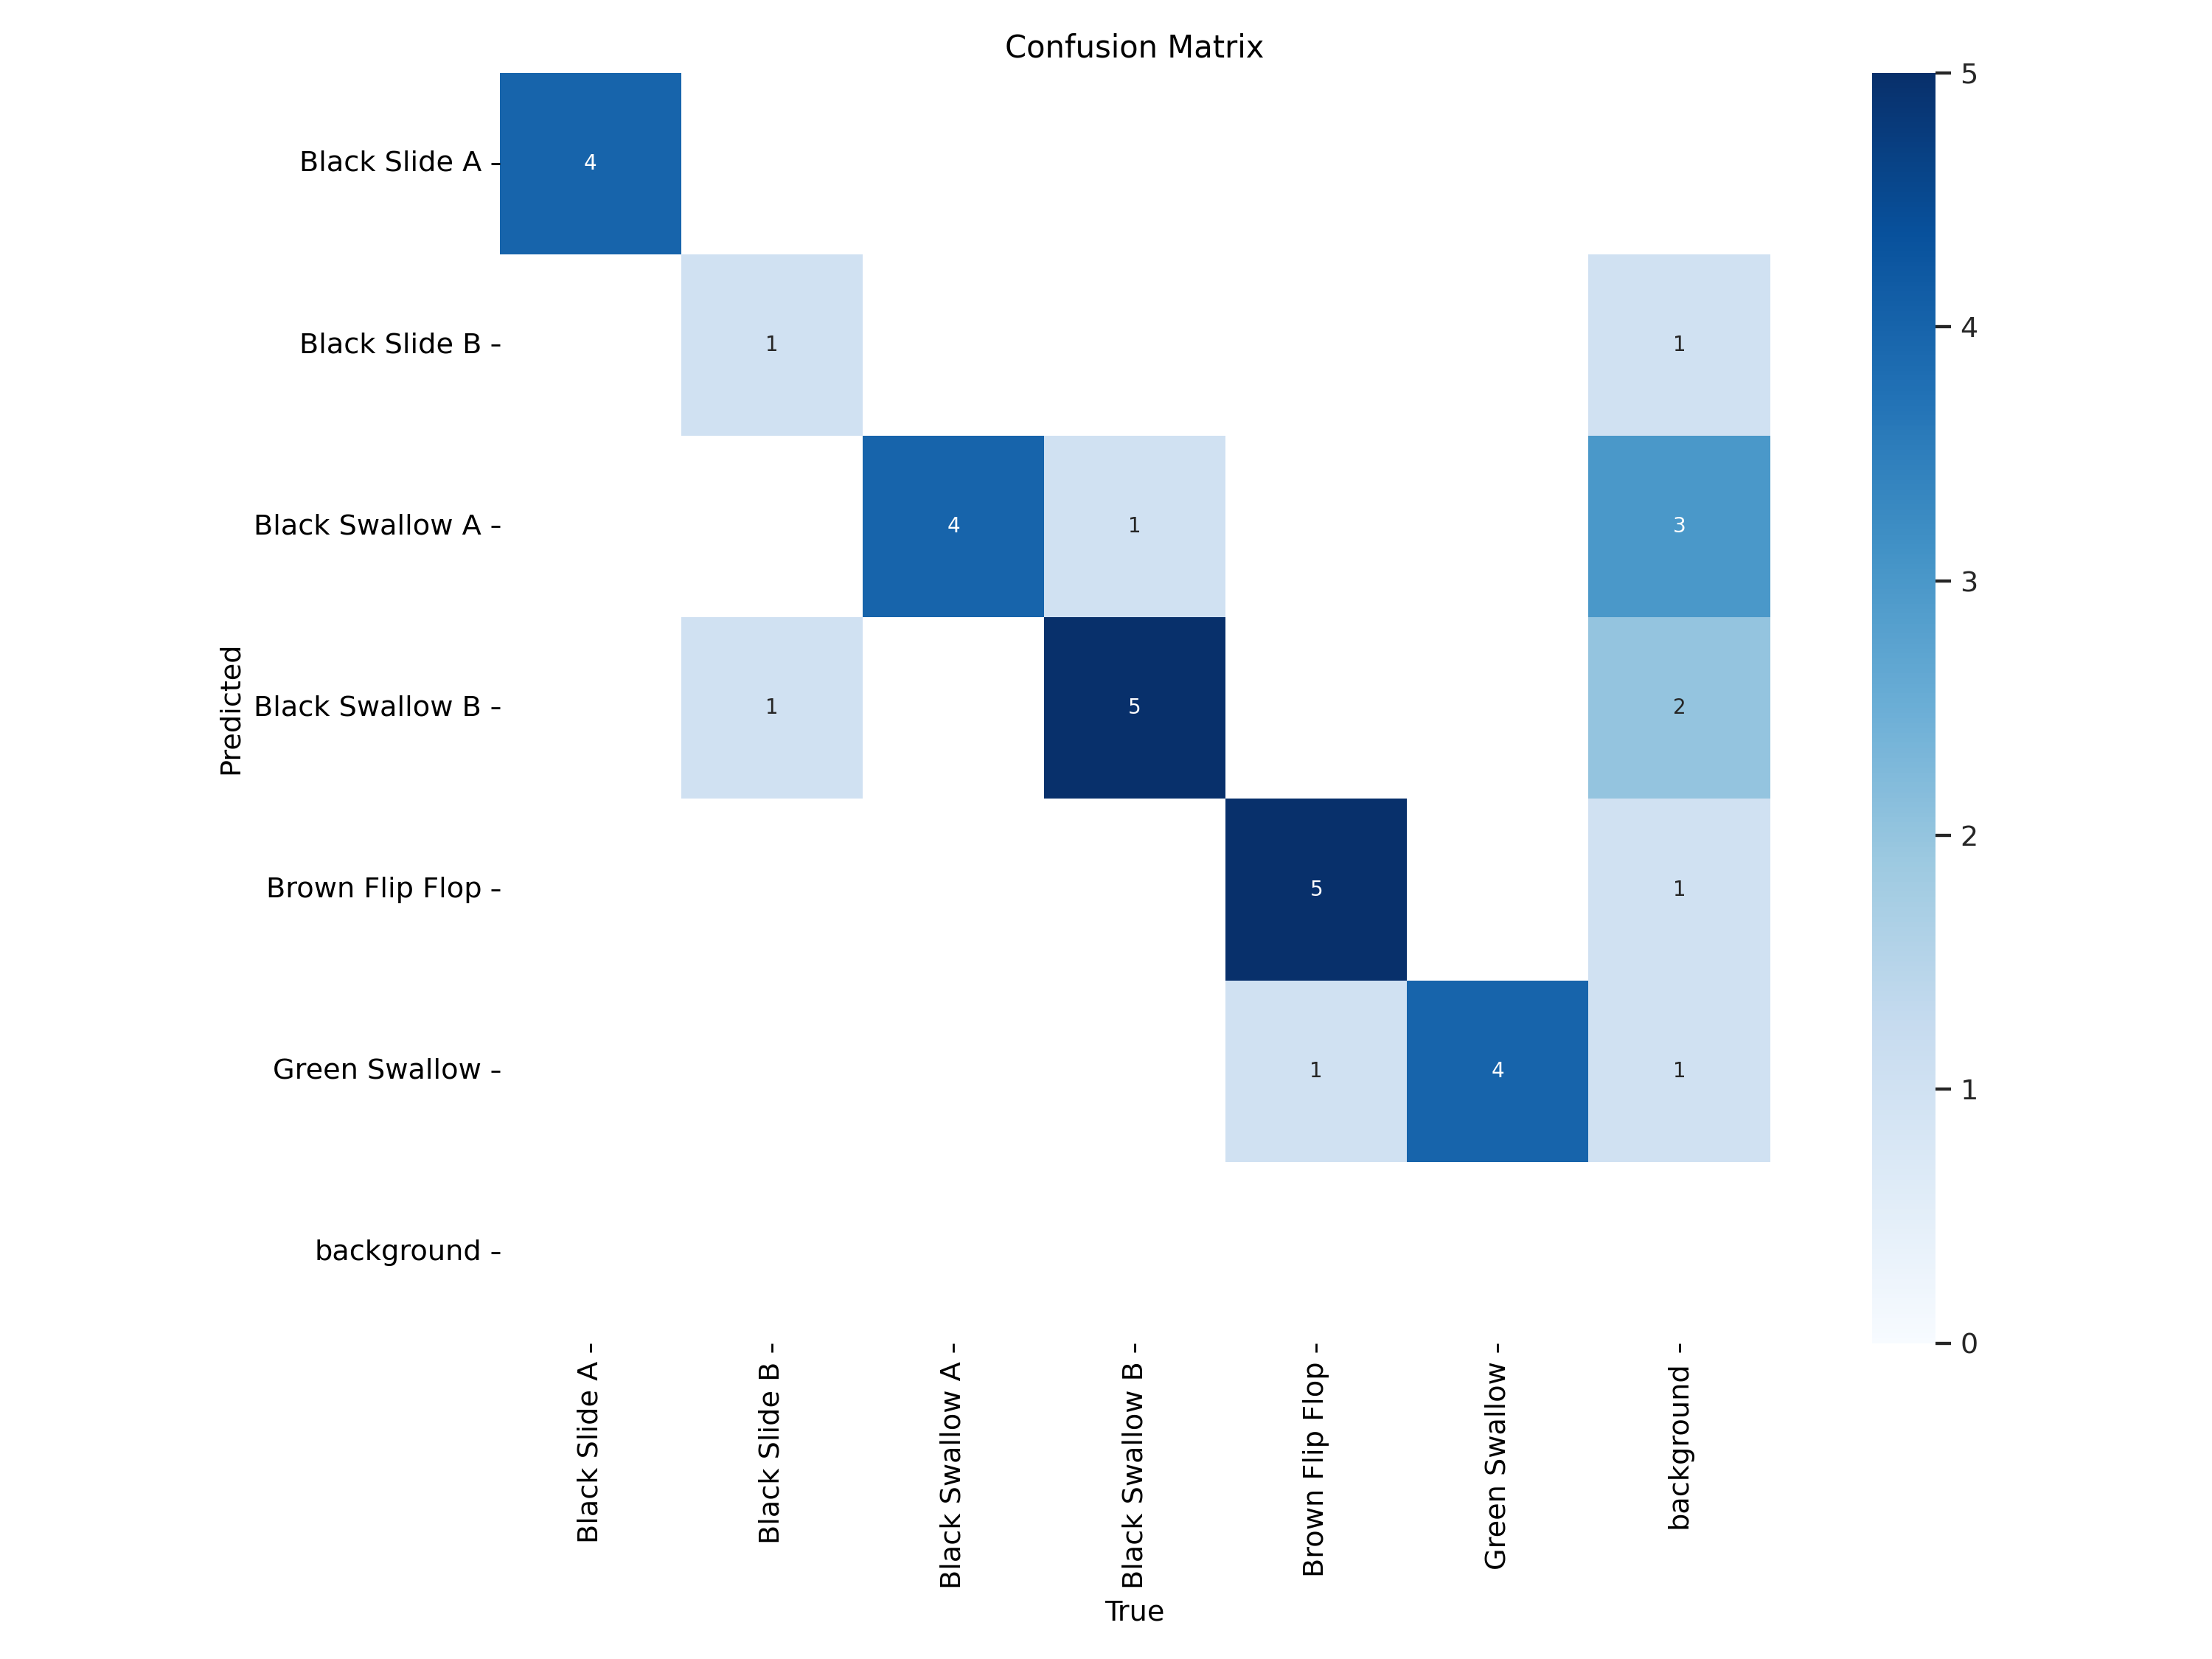 Confusion Matrix
Predicted
Black Slide A
4
Black Slide B
1
1
Black Swallow A
4
1
3
Black Swallow B
1
5
2
Brown Flip Flop
5
1
Green Swallow
1
4
1
background
Black Slide A
Black Slide B
Black Swallow A
Black Swallow B
Brown Flip Flop
Green Swallow
background
True
5
4
3
2
1
0